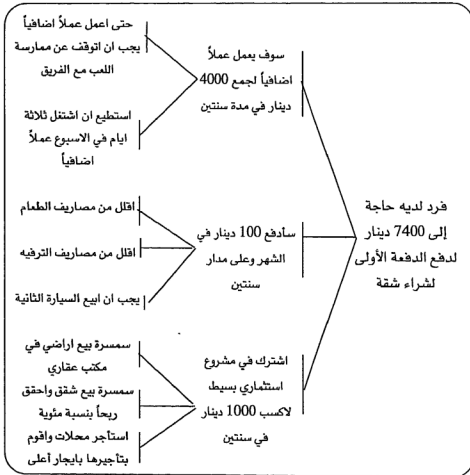 فرد لديه حاجة
إلى 7400 دينار
لدفع الدفعة الأولى
لشراء شقة
سوف يعمل عملاً
اضافياً لجمع 4000
دينار في مدة سنتين
حتى اعمل عملاً اضافياً
يجب ان اتوقف عن ممارسة
اللعب مع الفريق
استطيع ان اشتغل ثلاثة
ايام في الاسبوع عملاً
اضافياً
سادفع 100 دينار في
الشهر وعلى مدار
سنتين
اقلل من مصاريف الطعام
اقلل من مصاريف الترفيه
يجب ان ابيع السيارة الثانية
اشترك في مشروع
استثماري بسيط
لاكسب 1000 دينار
في سنتين
سمسرة بيع اراضي في
مكتب عقاري
سمسرة بيع شقق واحقق
ربحاً بنسبة مئوية
استأجر محلات واقوم
بتأجيرها بايجار أعلى